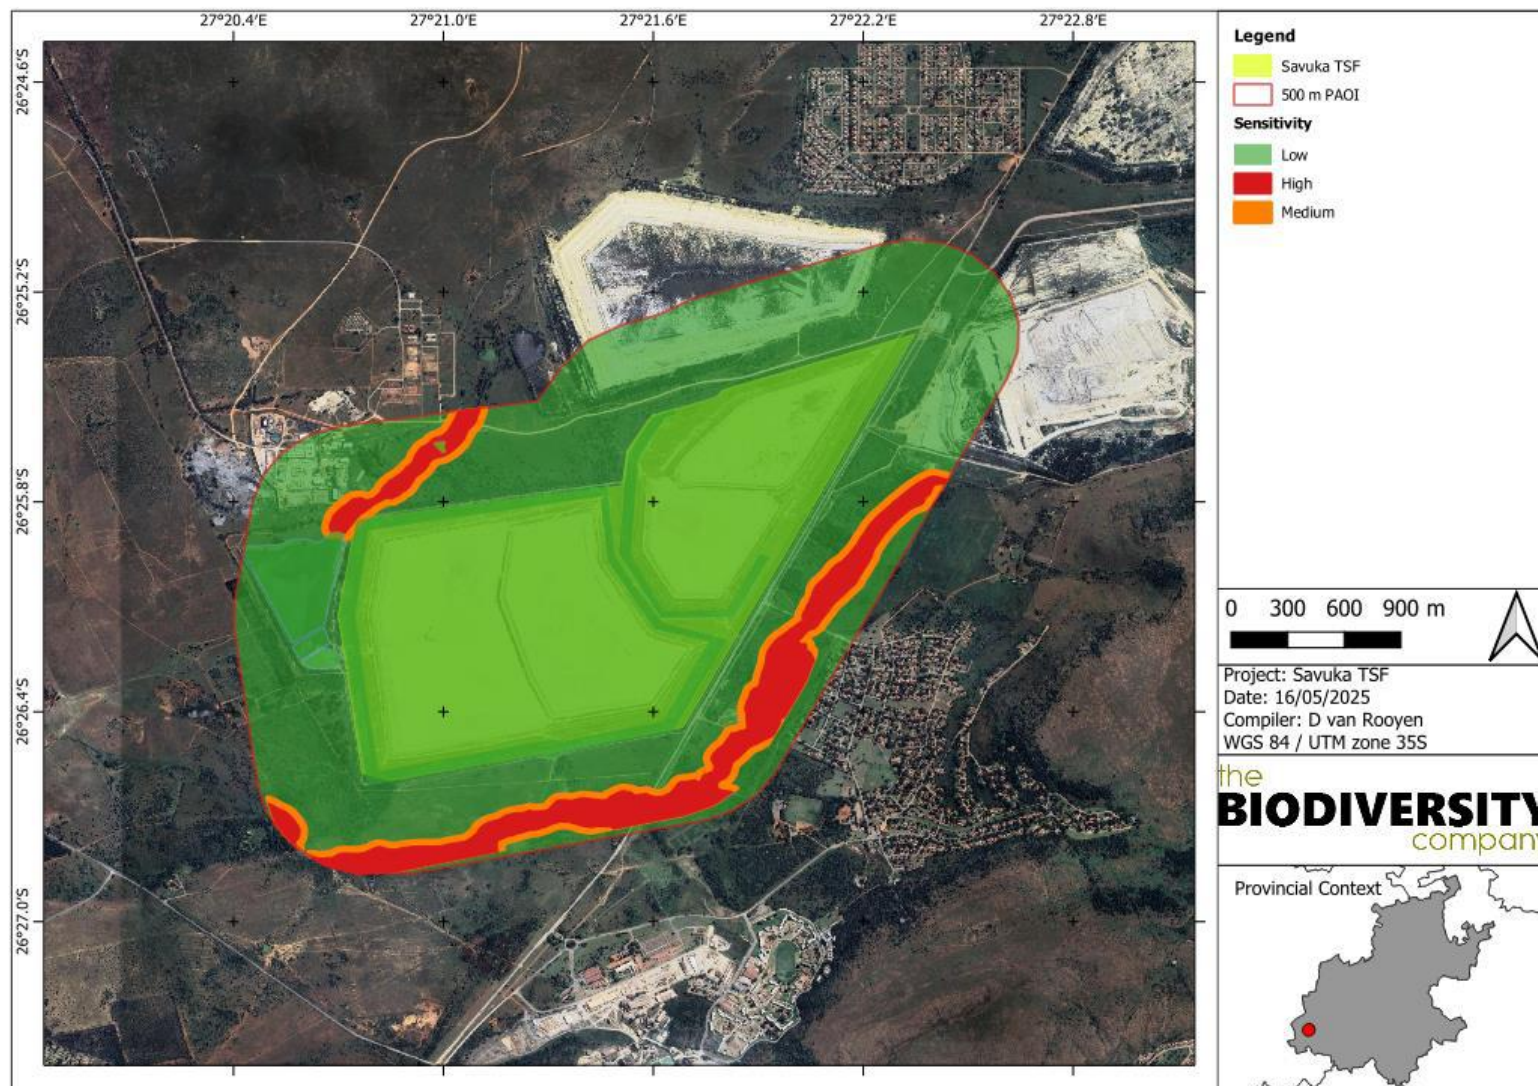 27°20.4'E 27°21.0'E 27°21.6'E 27°22.2'E 27°22.8'E
26°24.6'S
26°25.2'S
26°25.8'S
26°26.4'S
26°27.0'S
Legend
Savuka TSF
500 m PAOI
Sensitivity
Low
High
Medium
0 300 600 900 m
Project: Savuka TSF
Date: 16/05/2025
Compiler: D van Rooyen
WGS 84 / UTM zone 35S
the
BIODIVERSITY
company
Provincial Context